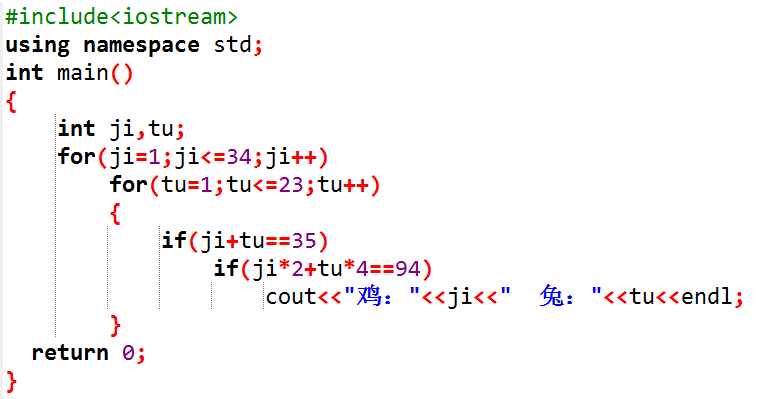 #include<iostream>
using namespace std;
int main()
{
int ji,tu;
for(ji=1;ji<=34;ji++)
for(tu=1;tu<=23;tu++)
{
if(ji+tu==35)
if(ji*2+tu*4==94)
cout<<"鸡："<<ji<<"  兔："<<tu<<endl;
}
return 0;
}